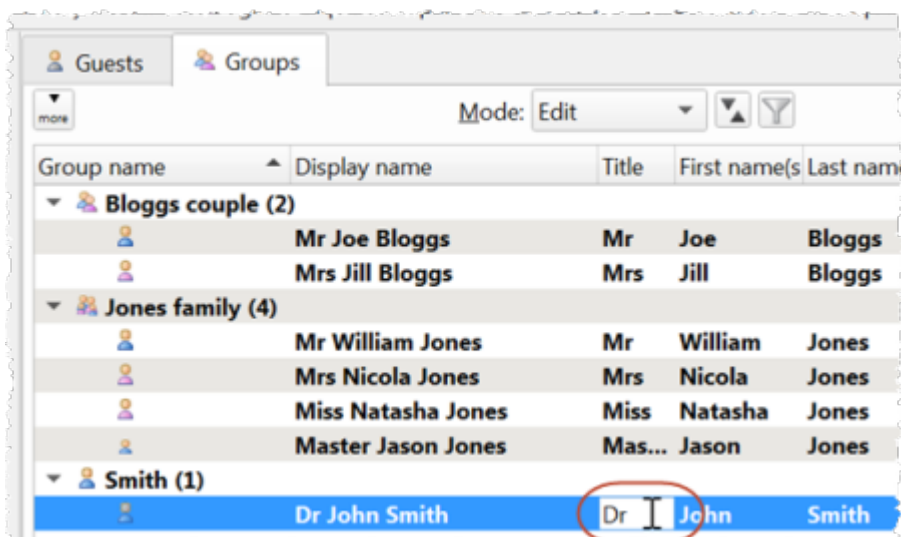 Guests Groups
more Mode: Edit
Group name Display name Title First name(s Last nam
Bloggs couple (2)
Mr Joe Bloggs Mr Joe Bloggs
Mrs Jill Bloggs Mrs Jill Bloggs
Jones family (4)
Mr William Jones Mr William Jones
Mrs Nicola Jones Mrs Nicola Jones
Miss Natasha Jones Miss Natasha Jones
Master Jason Jones Mas... Jason Jones
Smith (1)
Dr John Smith Dr John Smith